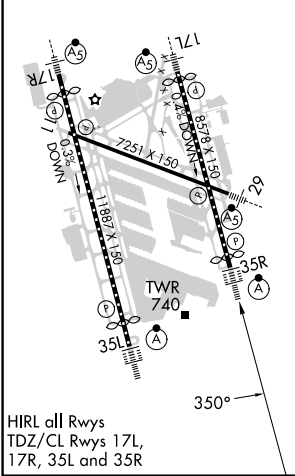 17L
A5
A5
17R
P
P
0.4% DOWN
8578 X 150
P
7251 X 150
11
0.3% DOWN
11887 X 150
P
29
A5
P
35R
A
TWR
740
P
35L
A
350°
HIRL all Rwys
TDZ/CL Rwys 17L,
17R, 35L and 35R